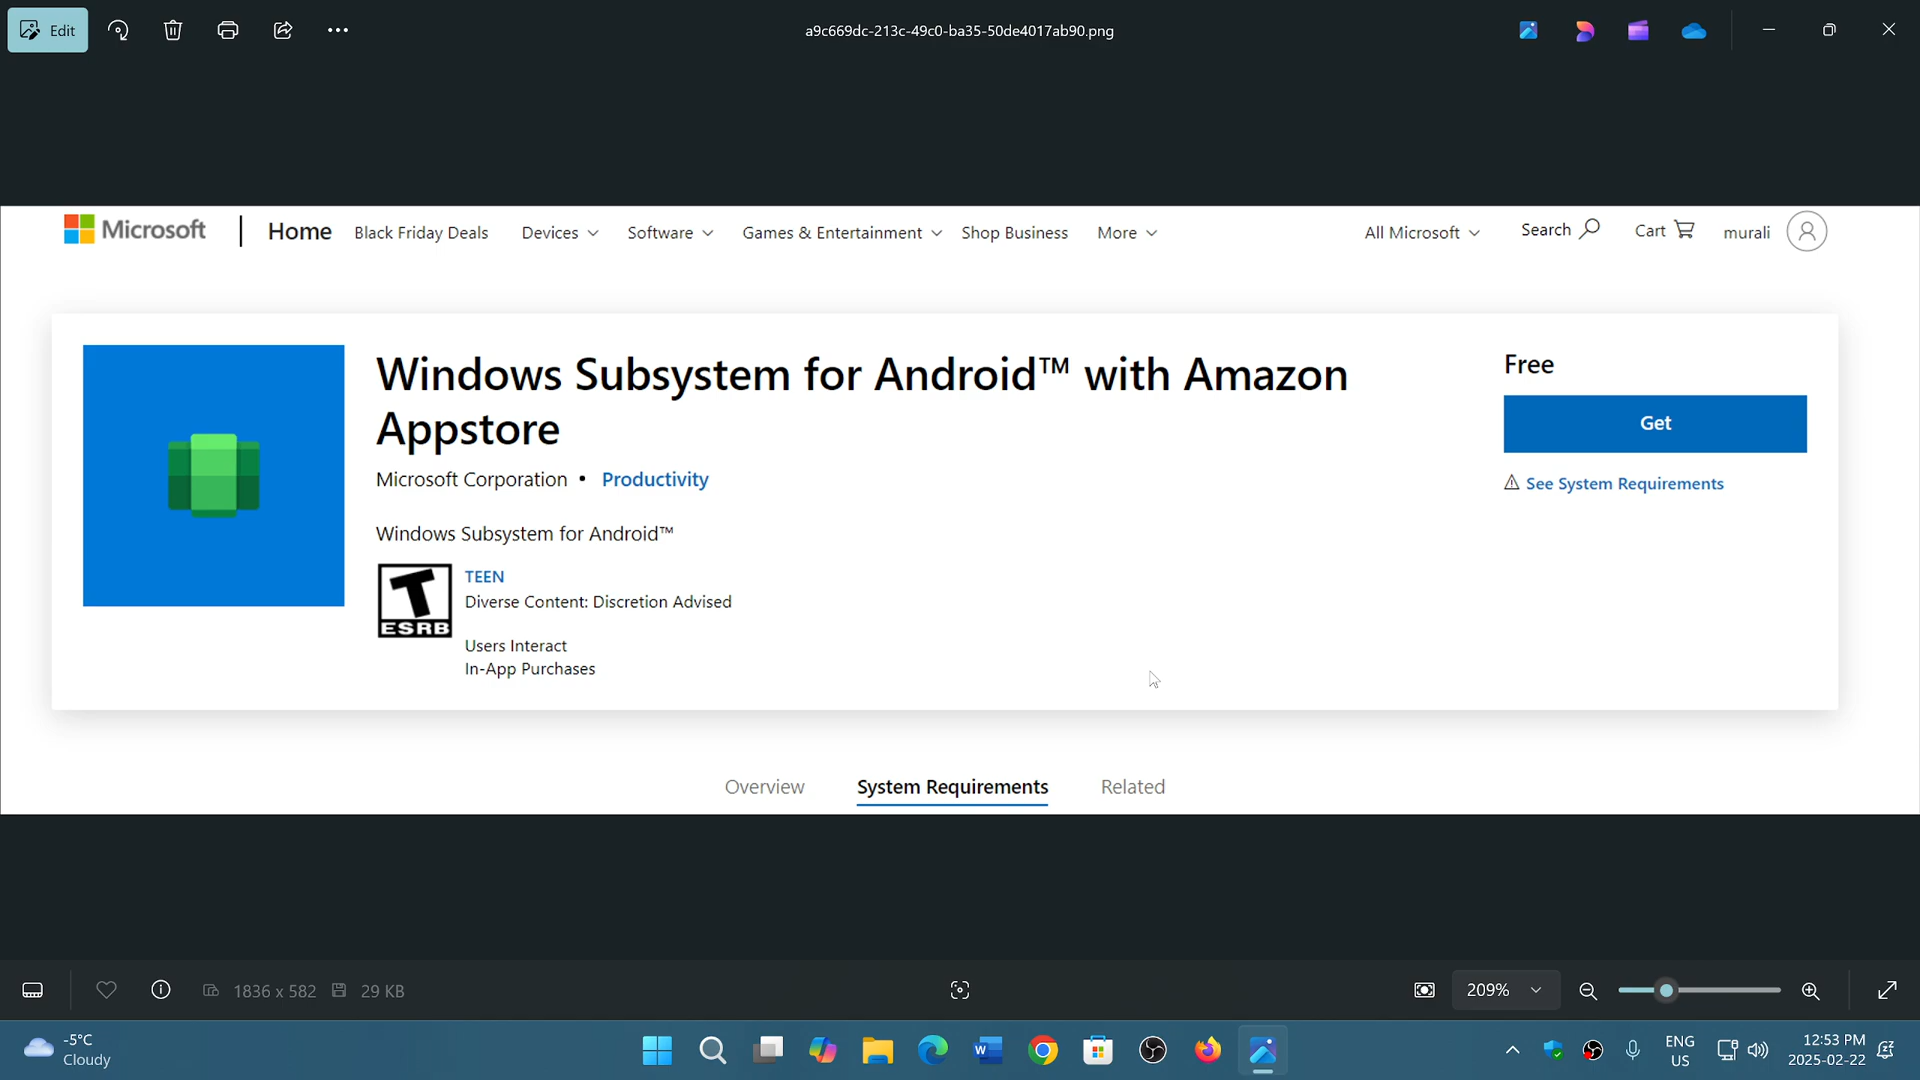 Edit
a9c669dc-213c-49c0-ba35-50de4017ab90.png
Microsoft Home Black Friday Deals Devices Software Games & Entertainment Shop Business More All Microsoft Search Cart murali
Windows Subsystem for Android™ with Amazon
Appstore
Microsoft Corporation • Productivity
Windows Subsystem for Android™
T
ESRB
TEEN
Diverse Content: Discretion Advised
Users Interact
In-App Purchases
Free
Get
See System Requirements
Overview System Requirements Related
1836 x 582 29 KB 209%
-5°C
Cloudy
W
ENG
US
12:53 PM
2025-02-22